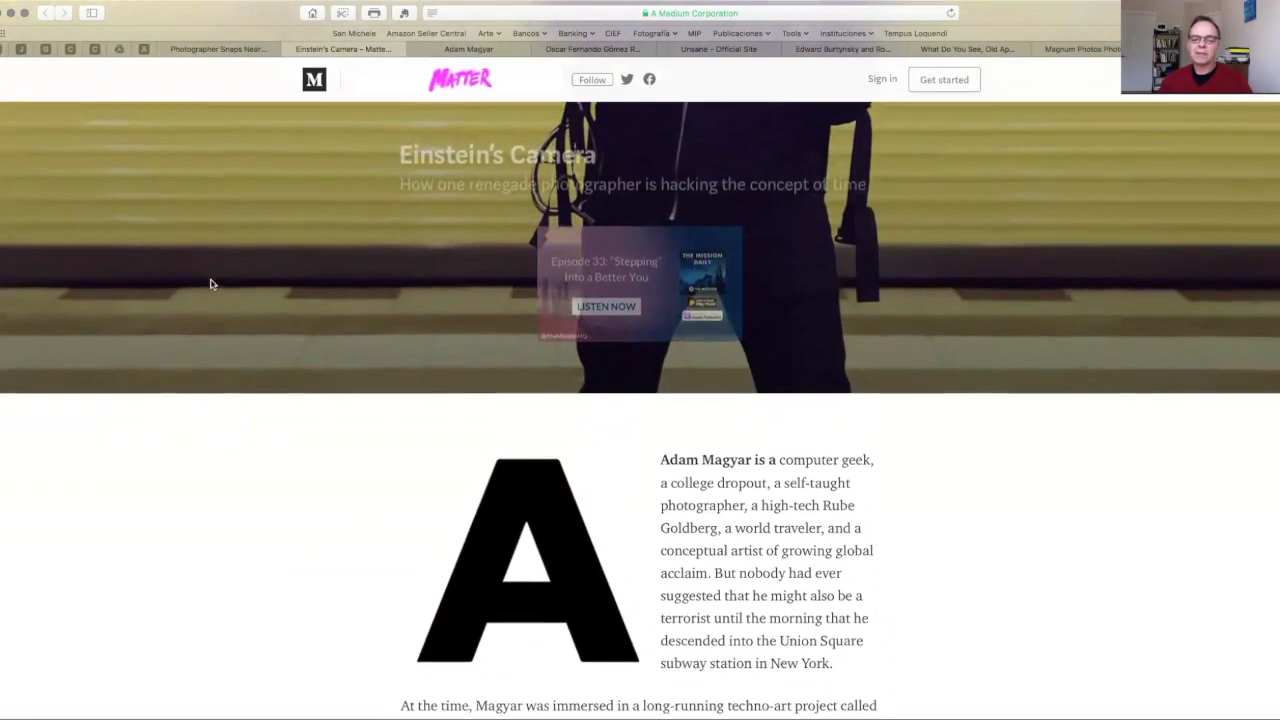 A Medium Corporation
San Michele Amazon Seller Central Arte Bancos Banking CIEF Fotografía MIP Publicaciones Tools Instituciones Tempus Loquendi
J G C C A Photographer Snaps Near... Einstein's Camera – Matte... Adam Magyar Oscar Fernando Gómez R... Unsane - Official Site Edward Burtynsky and Ro... What Do You See, Old Ap... Magnum Photos Phot
M MATTER Follow Sign in Get started
Einstein's Camera
How one renegade photographer is hacking the concept of time
Episode 33: "Stepping"
Into a Better You
LISTEN NOW
THE MISSION
DAILY
A
Adam Magyar is a computer geek,
a college dropout, a self-taught
photographer, a high-tech Rube
Goldberg, a world traveler, and a
conceptual artist of growing global
acclaim. But nobody had ever
suggested that he might also be a
terrorist until the morning that he
descended into the Union Square
subway station in New York.
At the time, Magyar was immersed in a long-running techno-art project called